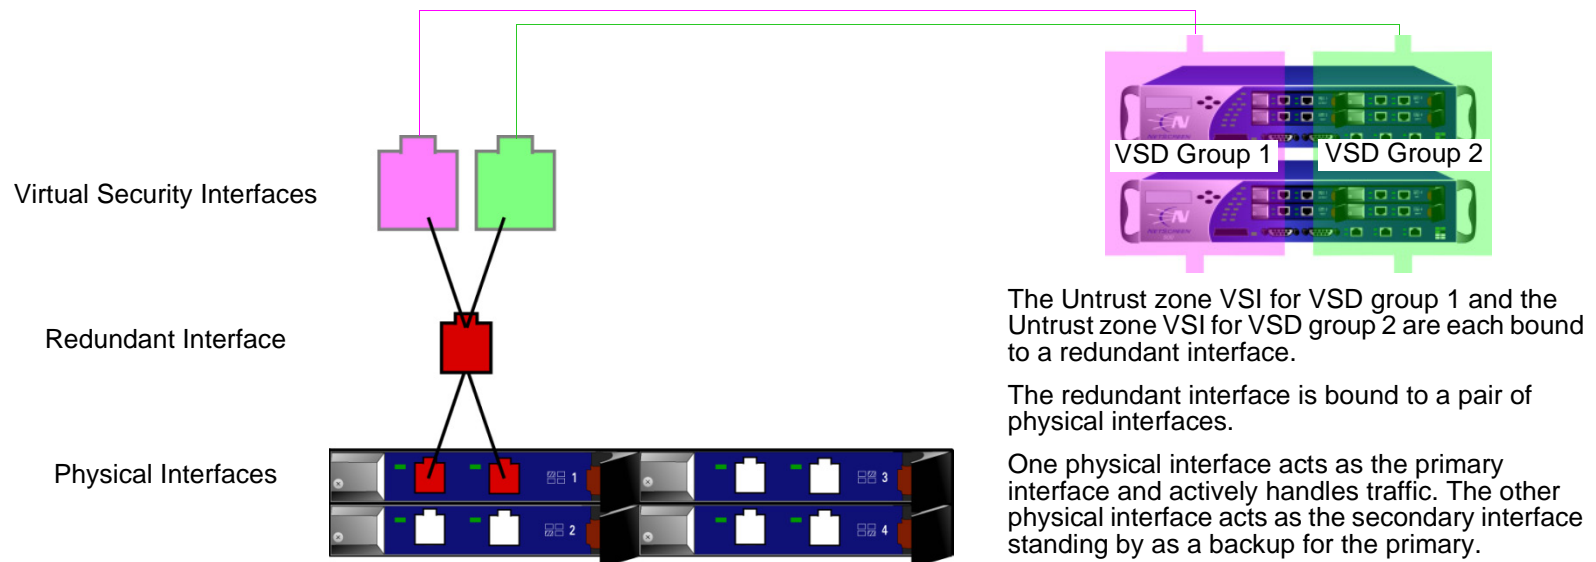 VSD Group 1
VSD Group 2
Virtual Security Interfaces
The Untrust zone VSI for VSD group 1 and the
Untrust zone VSI for VSD group 2 are each bound
to a redundant interface.
Redundant Interface
The redundant interface is bound to a pair of
physical interfaces.
Physical Interfaces
1
3
2
4
One physical interface acts as the primary
interface and actively handles traffic. The other
physical interface acts as the secondary interface
standing by as a backup for the primary.
NETSCREEN
NETSCREEN